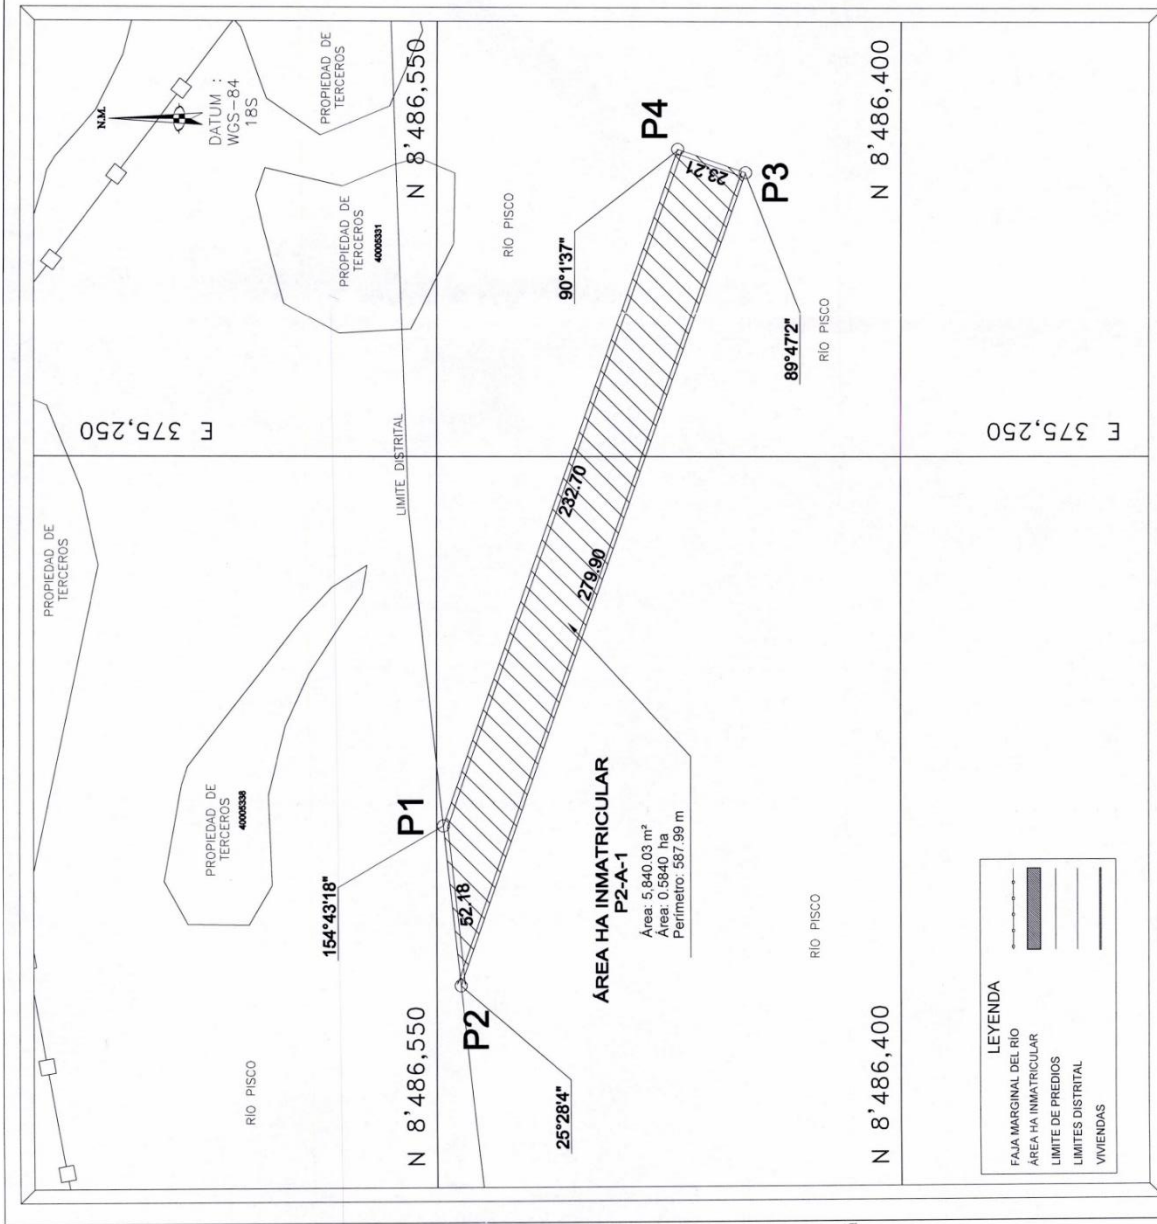 N.M.
DATUM :
WGS-84
18S
PROPIEDAD DE
TERCEROS
PROPIEDAD DE
TERCEROS
40005331
PROPIEDAD DE
TERCEROS
PROPIEDAD DE
TERCEROS
40005338
E 375,250
N 8'486,550
N 8'486,550
LIMITE DISTRITAL
RÍO PISCO
RÍO PISCO
P1
154°43'18"
P2
25°28'4"
52.18
232.70
279.90
P4
90°1'37"
23.21
P3
89°47'2"
RÍO PISCO
ÁREA HA INMATRICULAR
P2-A-1
Área: 5,840.03 m²
Área: 0.5840 ha
Perímetro: 587.99 m
RÍO PISCO
N 8'486,400
N 8'486,400
E 375,250
LEYENDA
FAJA MARGINAL DEL RÍO
ÁREA HA INMATRICULAR
LIMITE DE PREDIOS
LIMITES DISTRITAL
VIVIENDAS